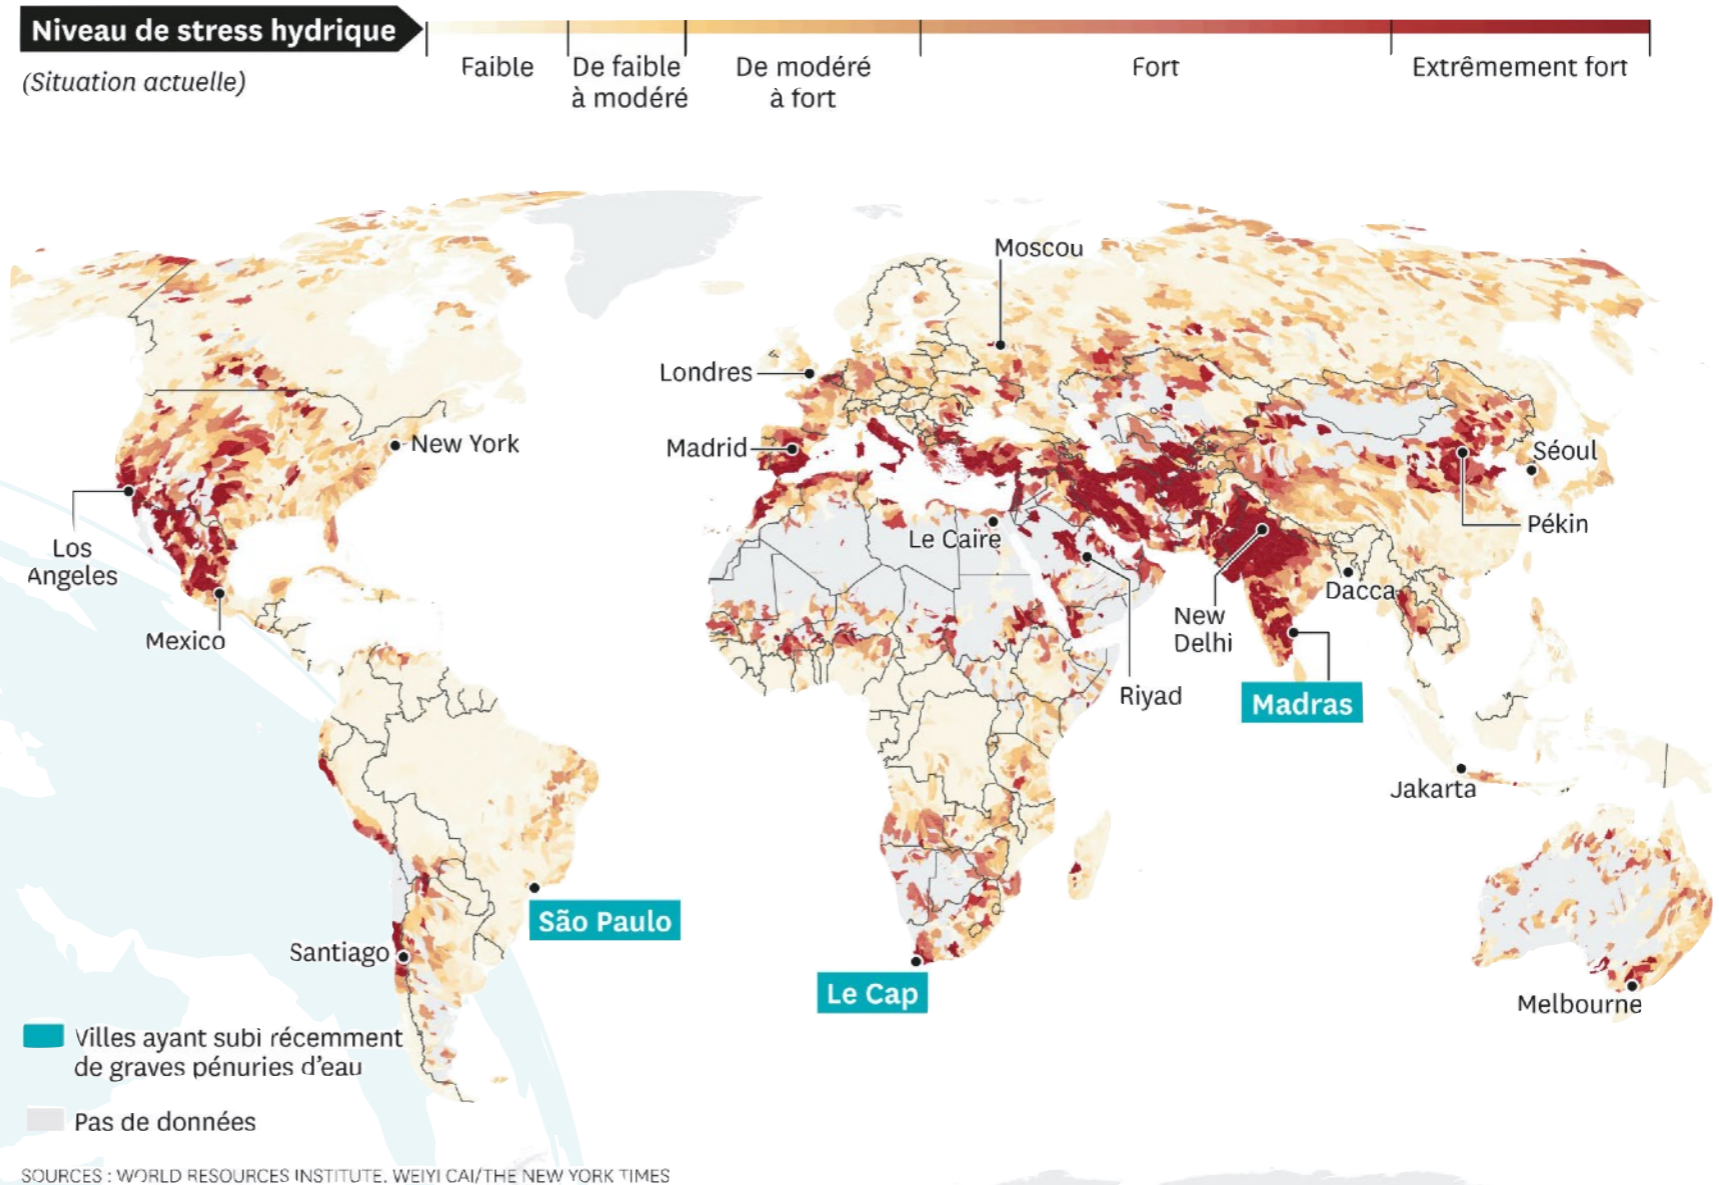 Niveau de stress hydrique
(Situation actuelle)
Faible
De faible
à modéré
De modéré
à fort
Fort
Extrêmement fort
Moscou
Londres
Madrid
New York
Séoul
Los
Angeles
Le Caire
Pékin
Mexico
New
Delhi
Dacca
Riyad
Madras
Jakarta
São Paulo
Santiago
Le Cap
Melbourne
Villes ayant subi récemment
de graves pénuries d'eau
Pas de données
SOURCES : WORLD RESOURCES INSTITUTE, WEIYI CAI/THE NEW YORK TIMES